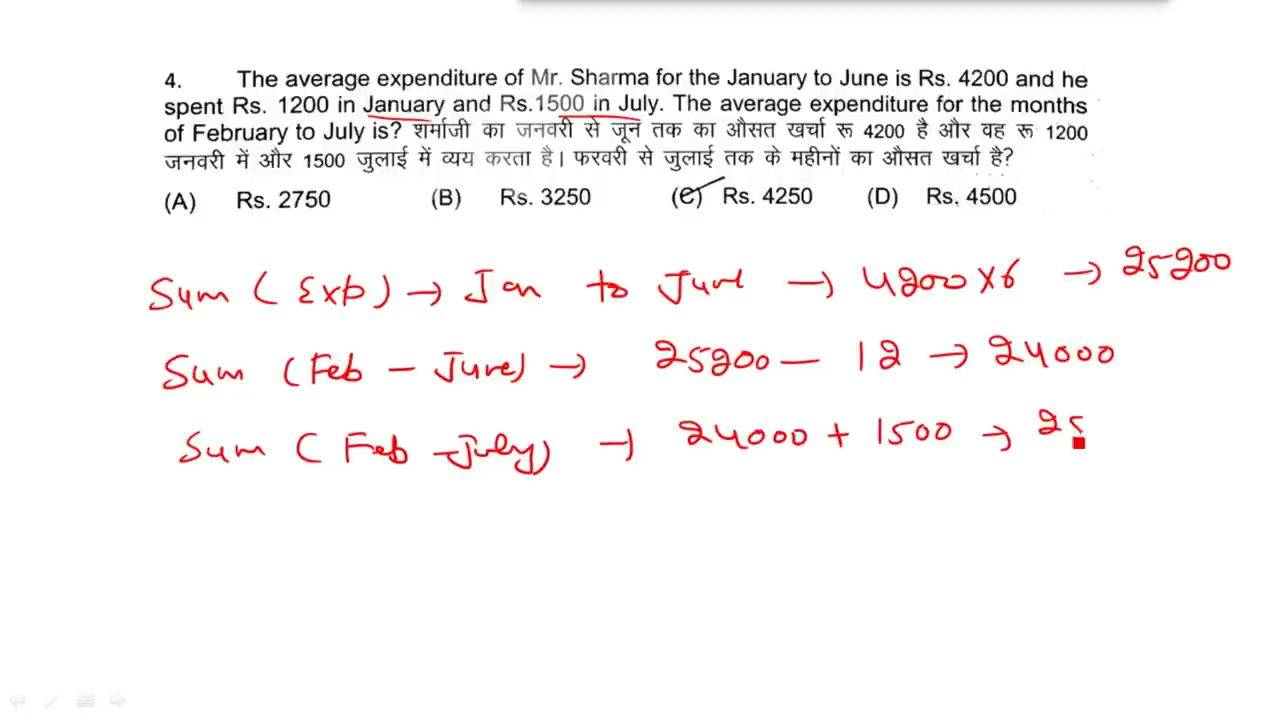 4. The average expenditure of Mr. Sharma for the January to June is Rs. 4200 and he
spent Rs. 1200 in January and Rs.1500 in July. The average expenditure for the months
of February to July is? शर्माजी का जनवरी से जून तक का औसत खर्चा रू 4200 है और वह रू 1200
जनवरी में और 1500 जुलाई में व्यय करता है। फरवरी से जुलाई तक के महीनों का औसत खर्चा है?
(A) Rs. 2750 (B) Rs. 3250 (C) Rs. 4250 (D) Rs. 4500
Sum (Exp) → Jan to June → 4200 x 6 → 25200
Sum (Feb - June) → 25200 - 12 → 24000
Sum (Feb - July) → 24000 + 1500 → 25